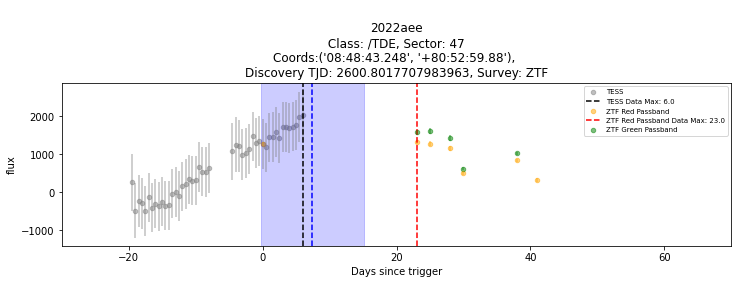 2022aee
Class: /TDE, Sector: 47
Coords:('08:48:43.248', '+80:52:59.88'),
Discovery TJD: 2600.8017707983963, Survey: ZTF
TESS
TESS Data Max: 6.0
ZTF Red Passband
ZTF Red Passband Data Max: 23.0
ZTF Green Passband
flux
2000
1000
0
−1000
−20
0
20
40
60
Days since trigger